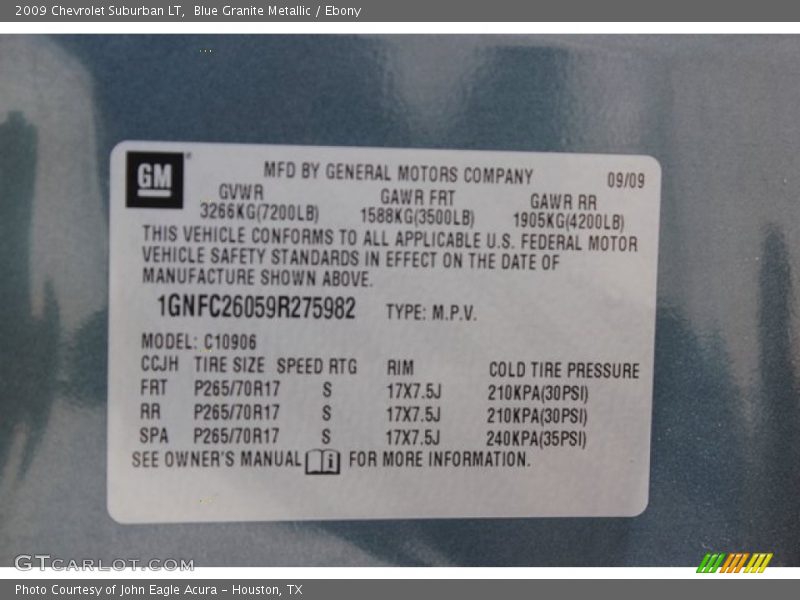 2009 Chevrolet Suburban LT,  Blue Granite Metallic / Ebony
GM
MFD BY GENERAL MOTORS COMPANY 09/09
GVWR GAWR FRT GAWR RR
3266KG(7200LB) 1588KG(3500LB) 1905KG(4200LB)
THIS VEHICLE CONFORMS TO ALL APPLICABLE U.S. FEDERAL MOTOR
VEHICLE SAFETY STANDARDS IN EFFECT ON THE DATE OF
MANUFACTURE SHOWN ABOVE.
1GNFC26059R275982 TYPE: M.P.V.
MODEL: C10906
CCJH TIRE SIZE SPEED RTG RIM COLD TIRE PRESSURE
FRT P265/70R17 S 17X7.5J 210KPA(30PSI)
RR P265/70R17 S 17X7.5J 210KPA(30PSI)
SPA P265/70R17 S 17X7.5J 240KPA(35PSI)
SEE OWNER'S MANUAL i FOR MORE INFORMATION.
GTCARLOT.COM
Photo Courtesy of John Eagle Acura - Houston, TX